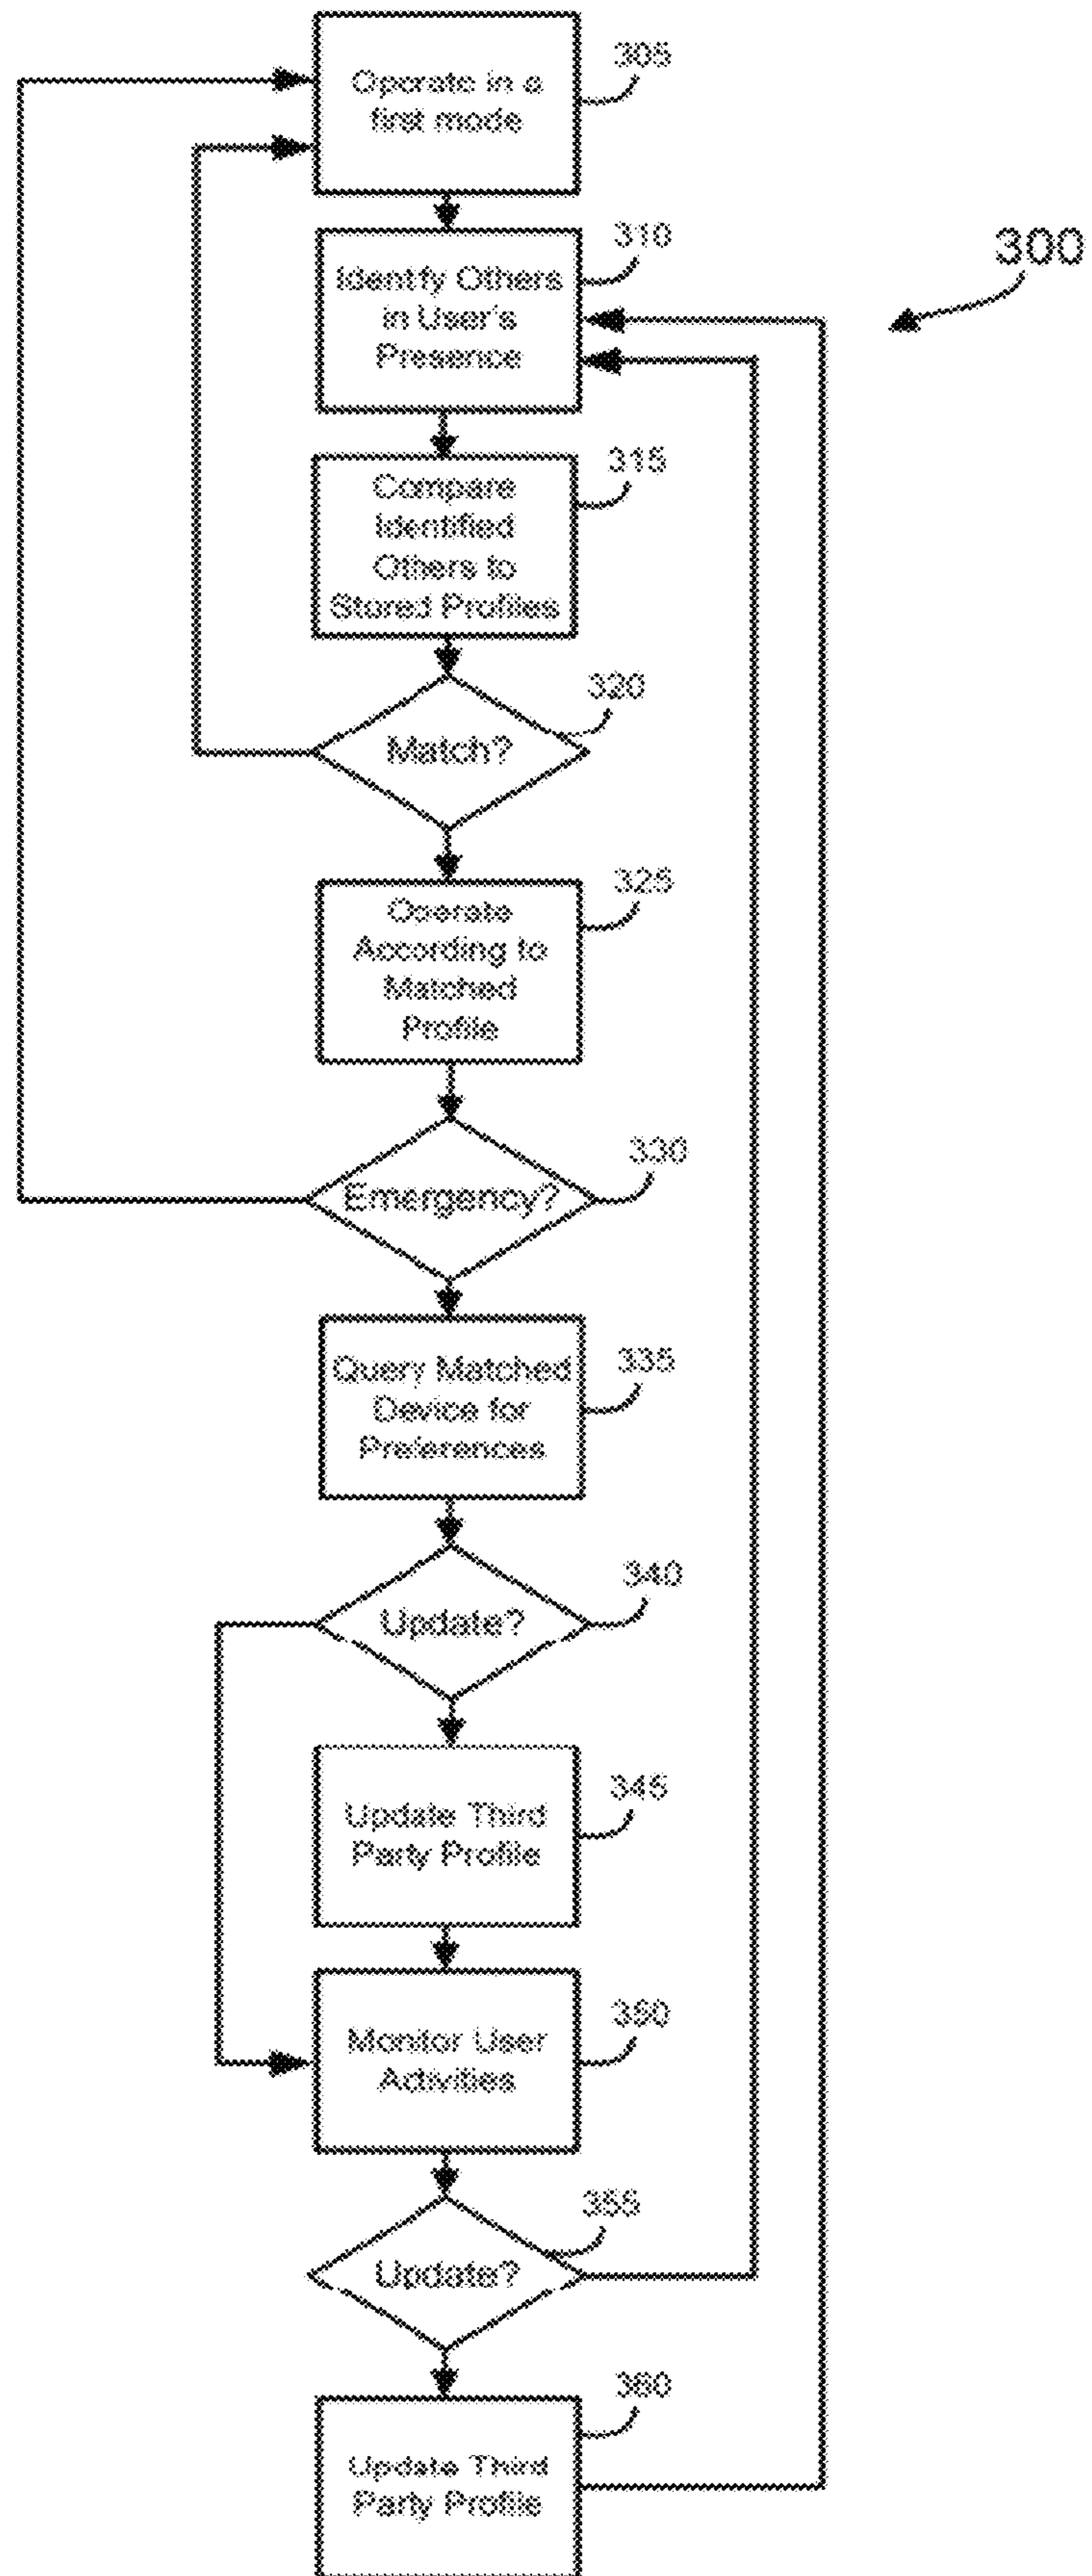 305
Operate in a
first mode
310
300
Identify Others
in User's
Presence
315
Compare
Identified
Others to
Stored Profiles
320
Match?
325
Operate
According to
Matched
Profile
330
Emergency?
335
Query Matched
Device for
Preferences
340
Update?
345
Update Third
Party Profile
350
Monitor User
Activities
355
Update?
360
Update Third
Party Profile